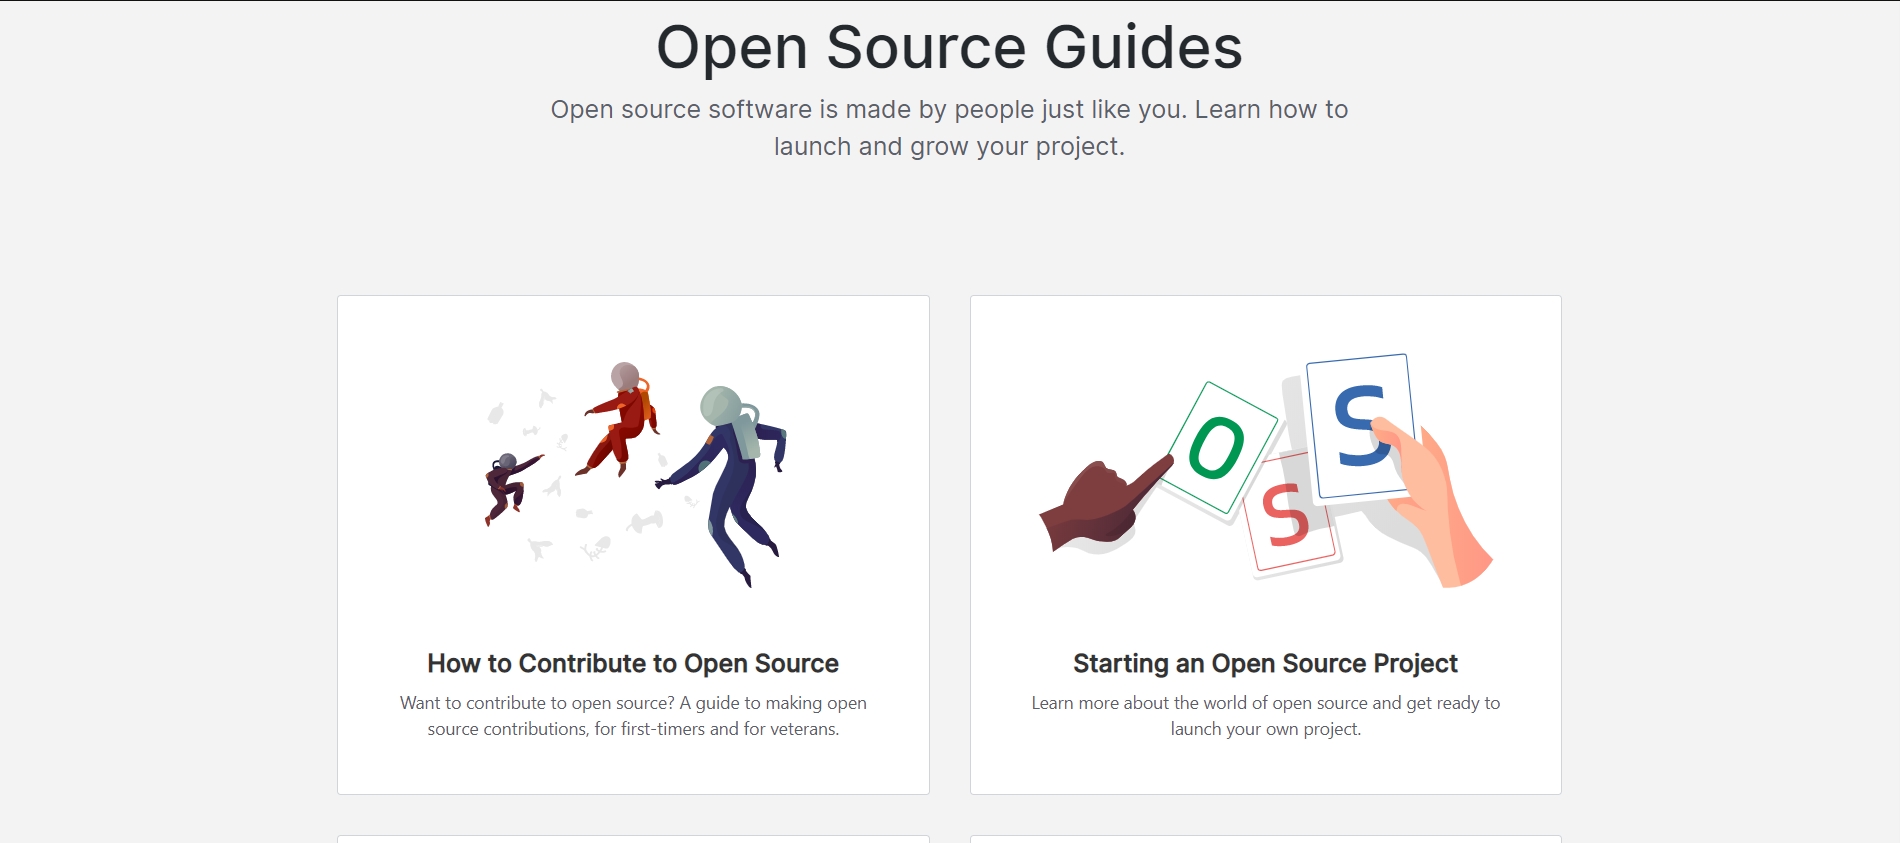 Open Source Guides
Open source software is made by people just like you. Learn how to
launch and grow your project.
O
S
S
How to Contribute to Open Source
Want to contribute to open source? A guide to making open
source contributions, for first-timers and for veterans.
Starting an Open Source Project
Learn more about the world of open source and get ready to
launch your own project.